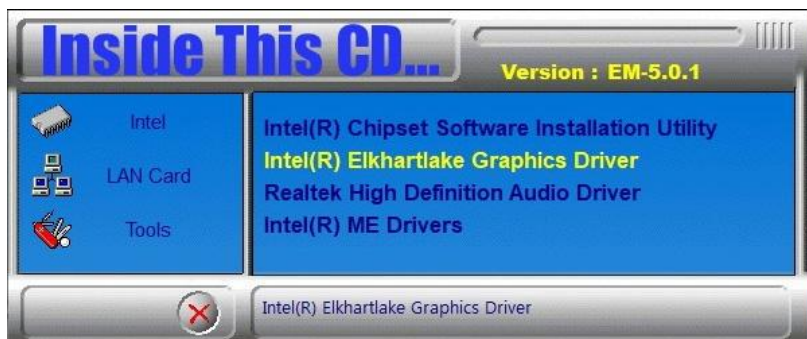 Inside This CD...
Version : EM-5.0.1
Intel
LAN Card
Tools
Intel(R) Chipset Software Installation Utility
Intel(R) Elkhartlake Graphics Driver
Realtek High Definition Audio Driver
Intel(R) ME Drivers
Intel(R) Elkhartlake Graphics Driver